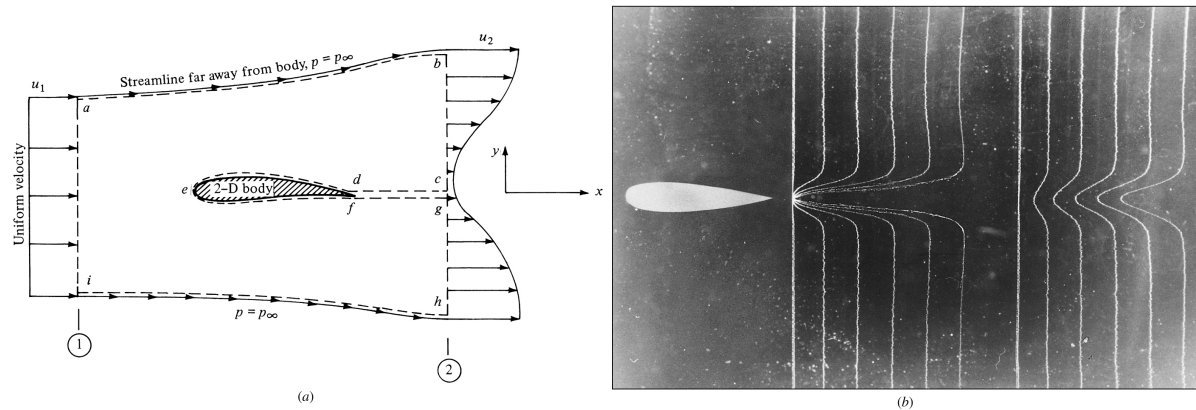 u₁
Streamline far away from body, p = p∞
u₂
a
b
Uniform velocity
y
e
2–D body
d
c
x
f
g
i
h
p = p∞
1
2
(a)
(b)